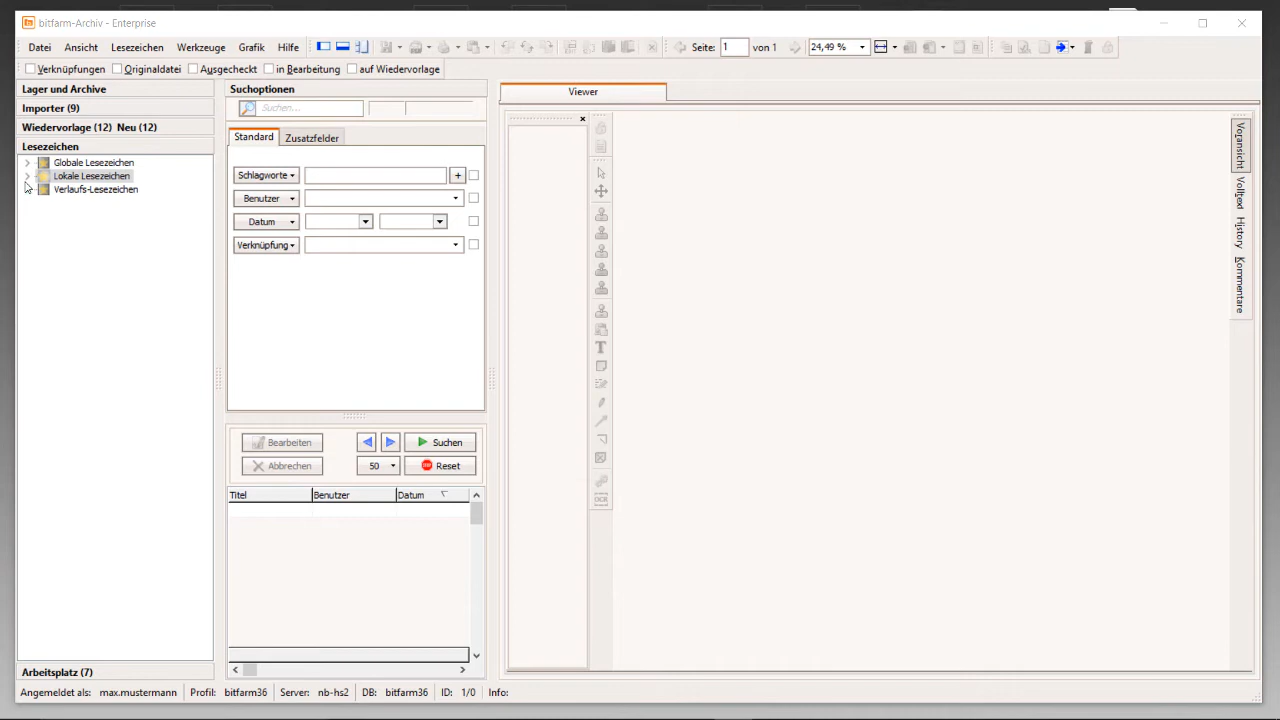 bitfarm-Archiv - Enterprise
Datei Ansicht Lesezeichen Werkzeuge Grafik Hilfe Seite: 1 von 1 24,49 %
Verknüpfungen Originaldatei Ausgecheckt in Bearbeitung auf Wiedervorlage
Lager und Archive
Importer (9)
Wiedervorlage (12) Neu (12)
Lesezeichen
Globale Lesezeichen
Lokale Lesezeichen
Verlaufs-Lesezeichen
Arbeitsplatz (7)
Suchoptionen
Suchen...
Standard Zusatzfelder
Schlagworte +
Benutzer
Datum
Verknüpfung
Bearbeiten Suchen
Abbrechen 50 Reset
Titel Benutzer Datum
Viewer
T
OCR
Voransicht
Volltext
History
Kommentare
Angemeldet als: max.mustermann Profil: bitfarm36 Server: nb-hs2 DB: bitfarm36 ID: 1/0 Info: